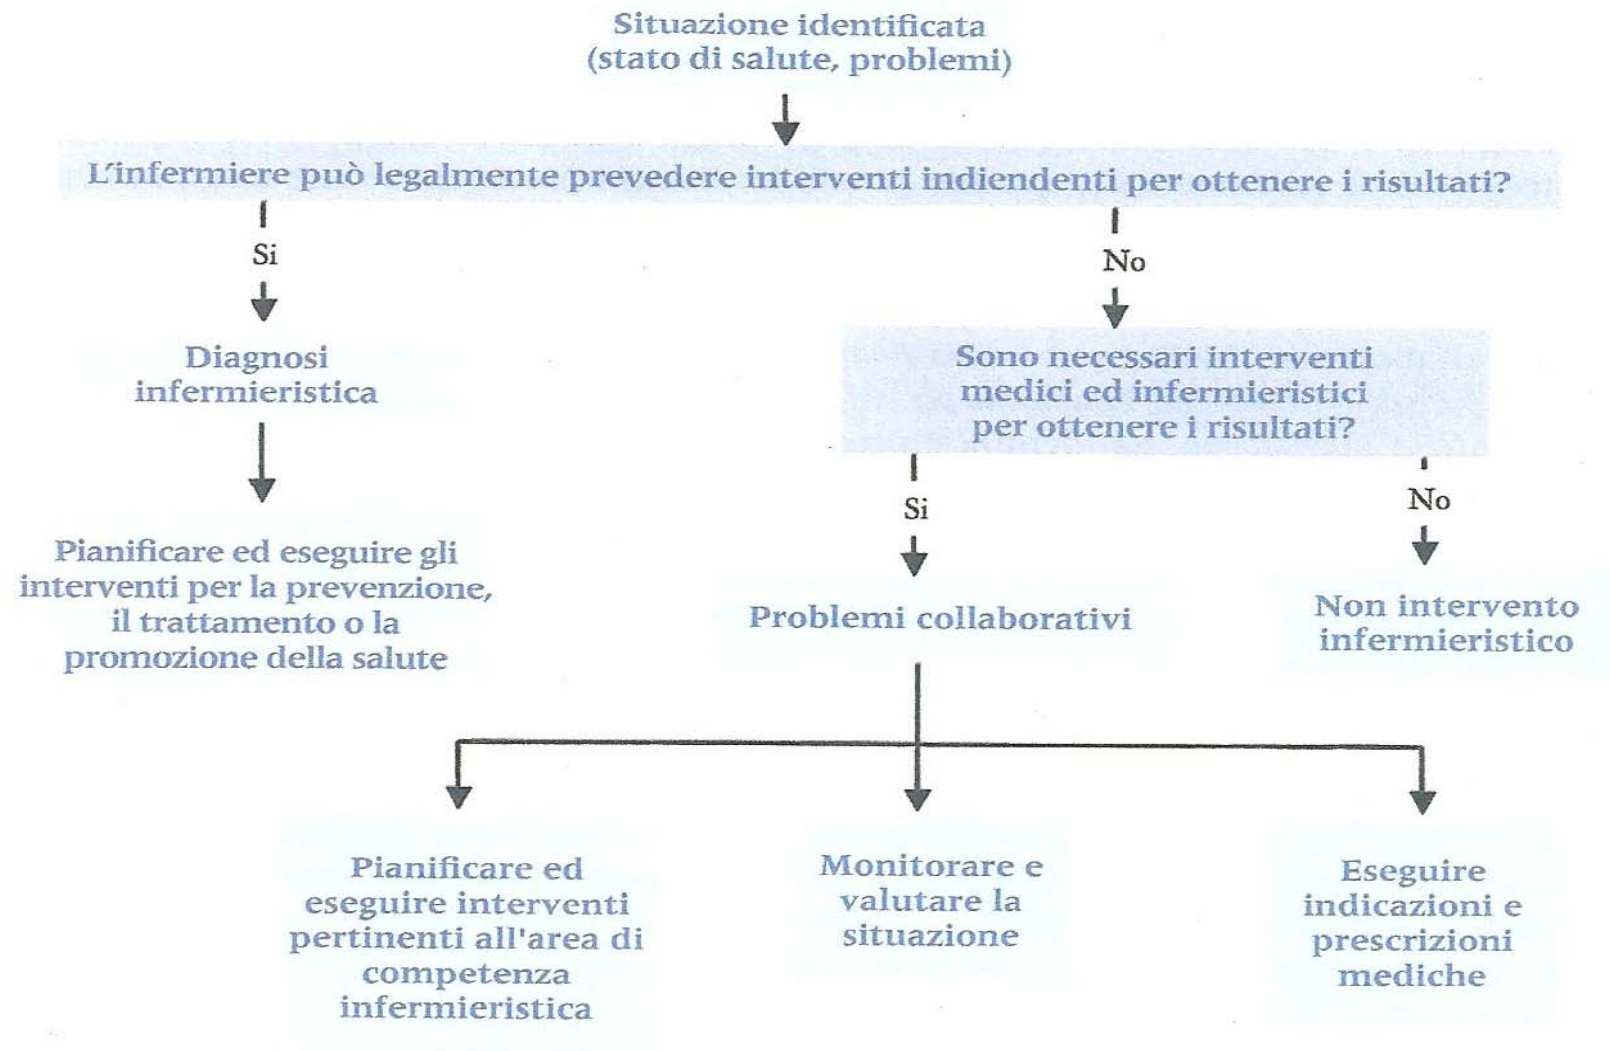 Situazione identificata
(stato di salute, problemi)
L'infermiere può legalmente prevedere interventi indiendenti per ottenere i risultati?
Si
No
Diagnosi
infermieristica
Sono necessari interventi
medici ed infermieristici
per ottenere i risultati?
Si
No
Pianificare ed eseguire gli
interventi per la prevenzione,
il trattamento o la
promozione della salute
Problemi collaborativi
Non intervento
infermieristico
Pianificare ed
eseguire interventi
pertinenti all'area di
competenza
infermieristica
Monitorare e
valutare la
situazione
Eseguire
indicazioni e
prescrizioni
mediche